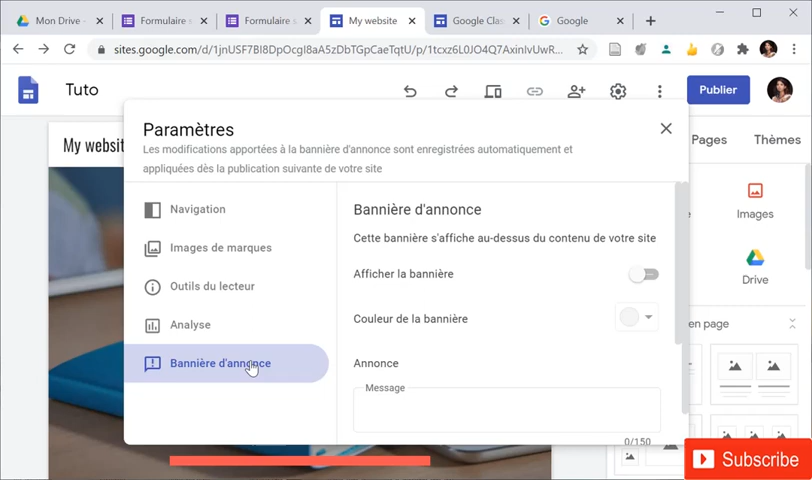 Mon Drive -
Formulaire s
Formulaire s
My website
Google Clas
Google
sites.google.com/d/1jnUSF7BI8DpOcgI8aA5zDbTGpCaeTqtU/p/1tcxz6L0JO4Q7AxinIvUwR...
Tuto
Publier
My websit
Paramètres
Les modifications apportées à la bannière d'annonce sont enregistrées automatiquement et
appliquées dès la publication suivante de votre site
Pages
Thèmes
Navigation
Images de marques
Outils du lecteur
Analyse
Bannière d'annonce
Bannière d'annonce
Cette bannière s'affiche au-dessus du contenu de votre site
Afficher la bannière
Couleur de la bannière
Annonce
Message
0/150
Images
Drive
en page
Subscribe